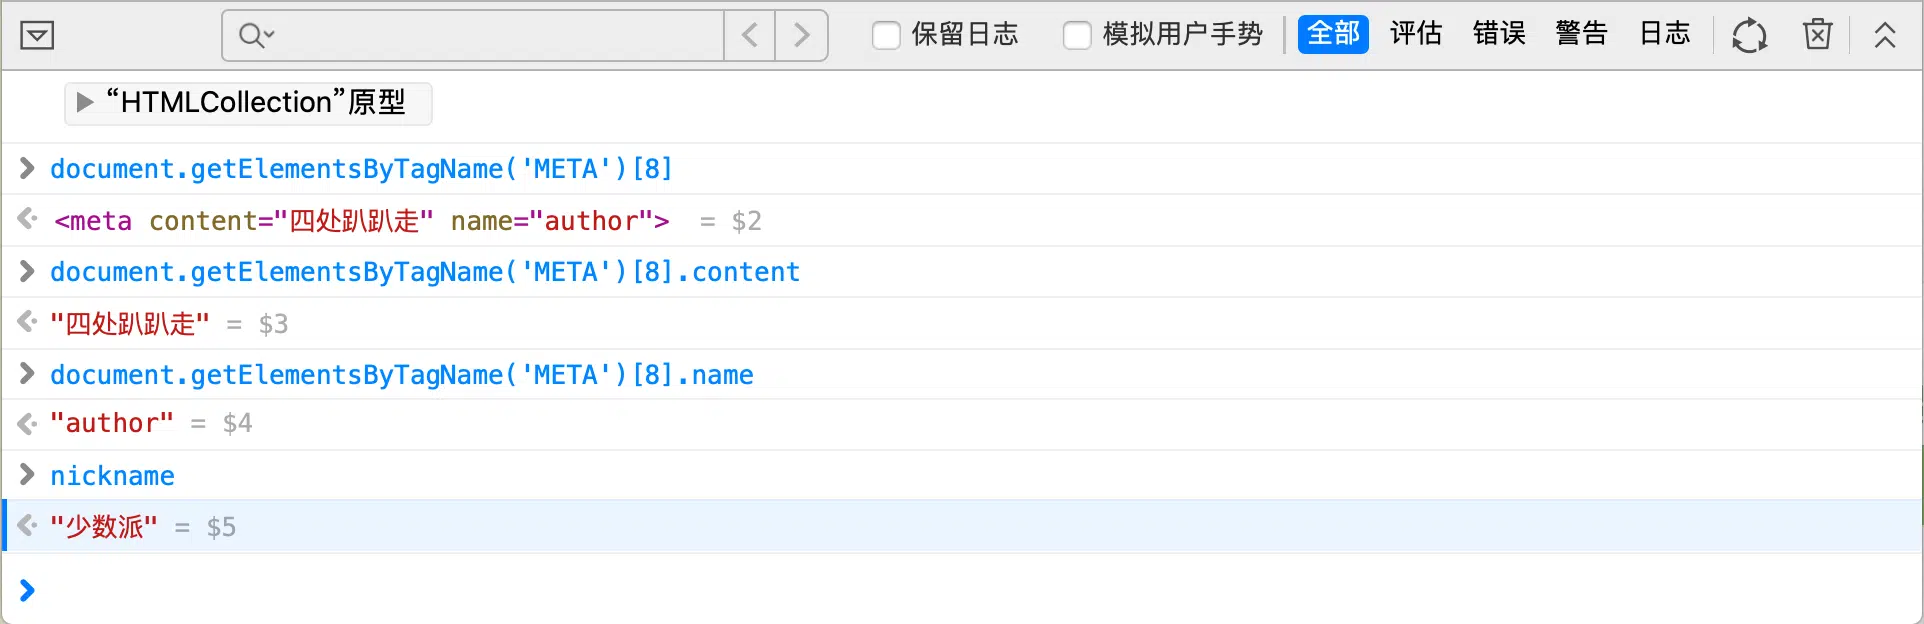 保留日志 模拟用户手势 全部 评估 错误 警告 日志
“HTMLCollection”原型
document.getElementsByTagName('META')[8]
<meta content="四处趴趴走" name="author"> = $2
document.getElementsByTagName('META')[8].content
"四处趴趴走" = $3
document.getElementsByTagName('META')[8].name
"author" = $4
nickname
"少数派" = $5